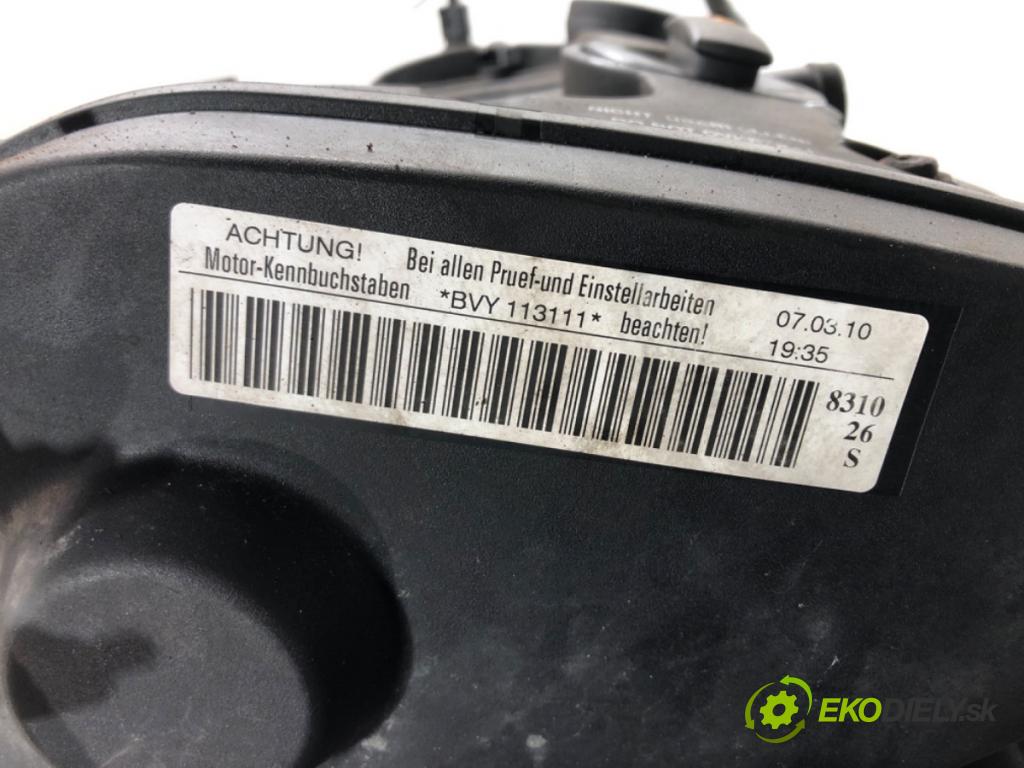 NICHT
ACHTUNG! Bei allen Pruef-und Einstellarbeiten 07.03.10
Motor-Kennbuchstaben *BVY 113111* beachten! 19:35
8310
26
S
EKODIELY.sk